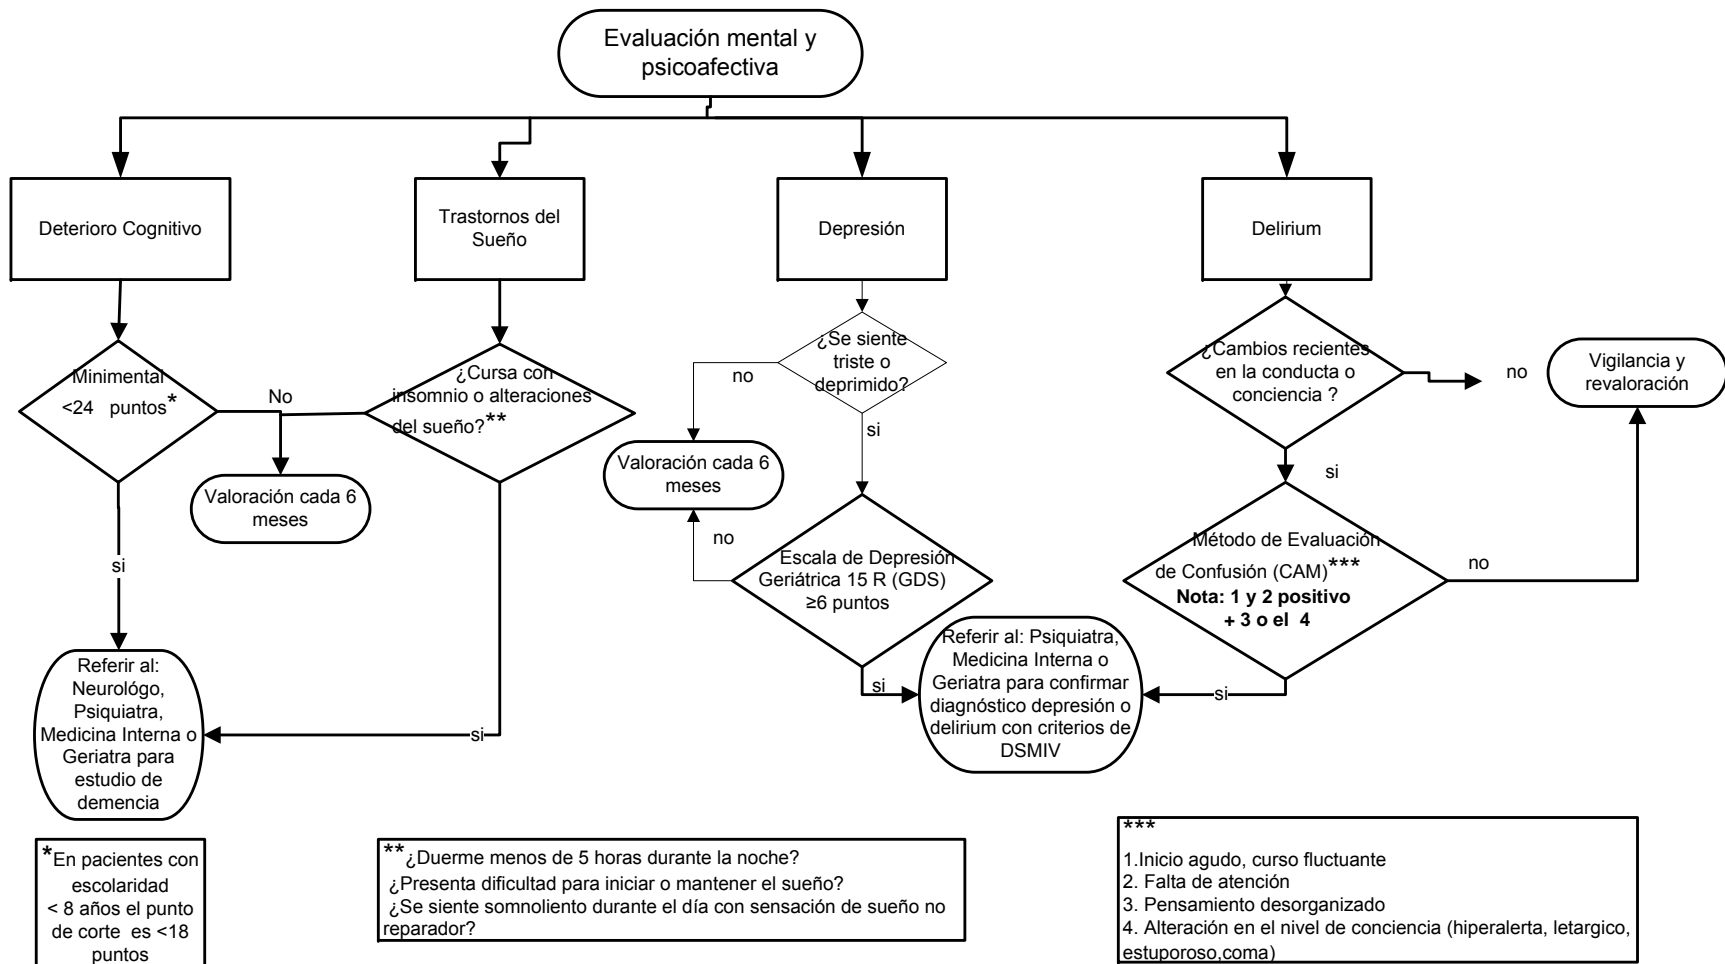 Evaluación mental y
psicoafectiva
Deterioro Cognitivo
Trastornos del
Sueño
Depresión
Delirium
Minimental
<24 puntos*
No
¿Cursa con
insomnio o alteraciones
del sueño?**
¿Se siente
triste o
deprimido?
no
si
¿Cambios recientes
en la conducta o
conciencia ?
no
Vigilancia y
revaloración
Valoración cada 6
meses
Valoración cada 6
meses
si
si
no
Escala de Depresión
Geriátrica 15 R (GDS)
≥6 puntos
Método de Evaluación
de Confusión (CAM)***
Nota: 1 y 2 positivo
+ 3 o el 4
no
Referir al:
Neurológo,
Psiquiatra,
Medicina Interna o
Geriatra para
estudio de
demencia
si
si
Referir al: Psiquiatra,
Medicina Interna o
Geriatra para confirmar
diagnóstico depresión o
delirium con criterios de
DSMIV
si
*En pacientes con
escolaridad
< 8 años el punto
de corte es <18
puntos
**¿Duerme menos de 5 horas durante la noche?
¿Presenta dificultad para iniciar o mantener el sueño?
¿Se siente somnoliento durante el día con sensación de sueño no
reparador?
***
1.Inicio agudo, curso fluctuante
2. Falta de atención
3. Pensamiento desorganizado
4. Alteración en el nivel de conciencia (hiperalerta, letargico,
estuporoso,coma)